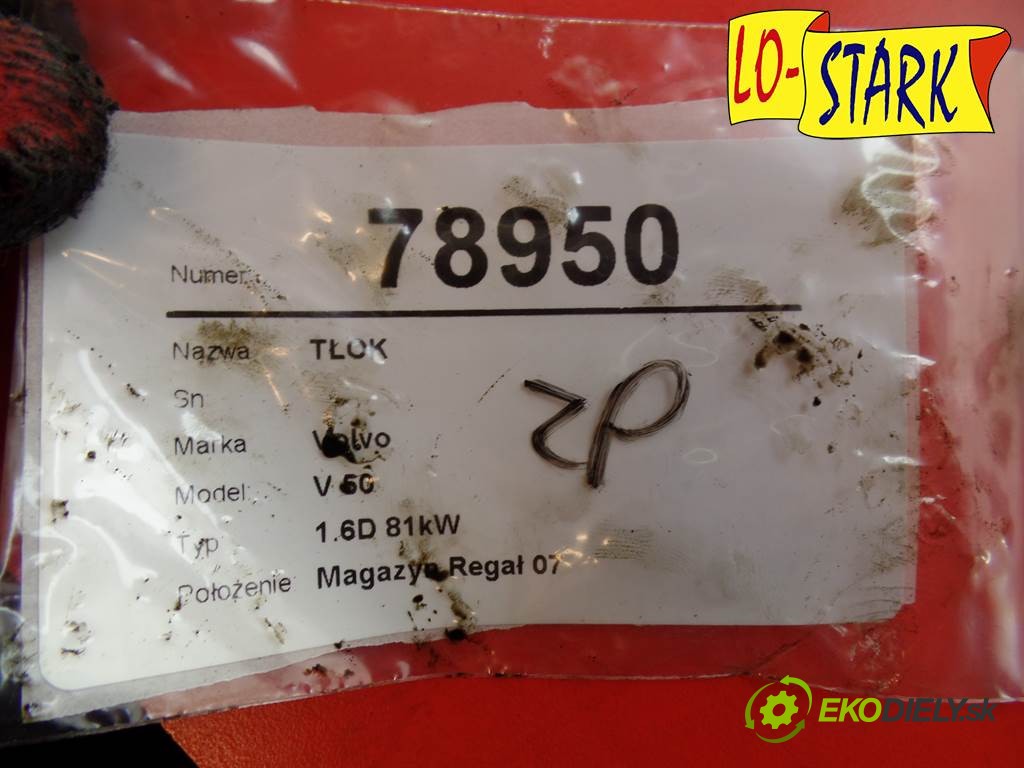 LO-STARK
Numer: 78950
Nazwa TŁOK
Sn
ZP
Marka Volvo
Model: V 50
Typ 1.6D 81kW
Położenie: Magazyn Regał 07
EKODIELY.sk